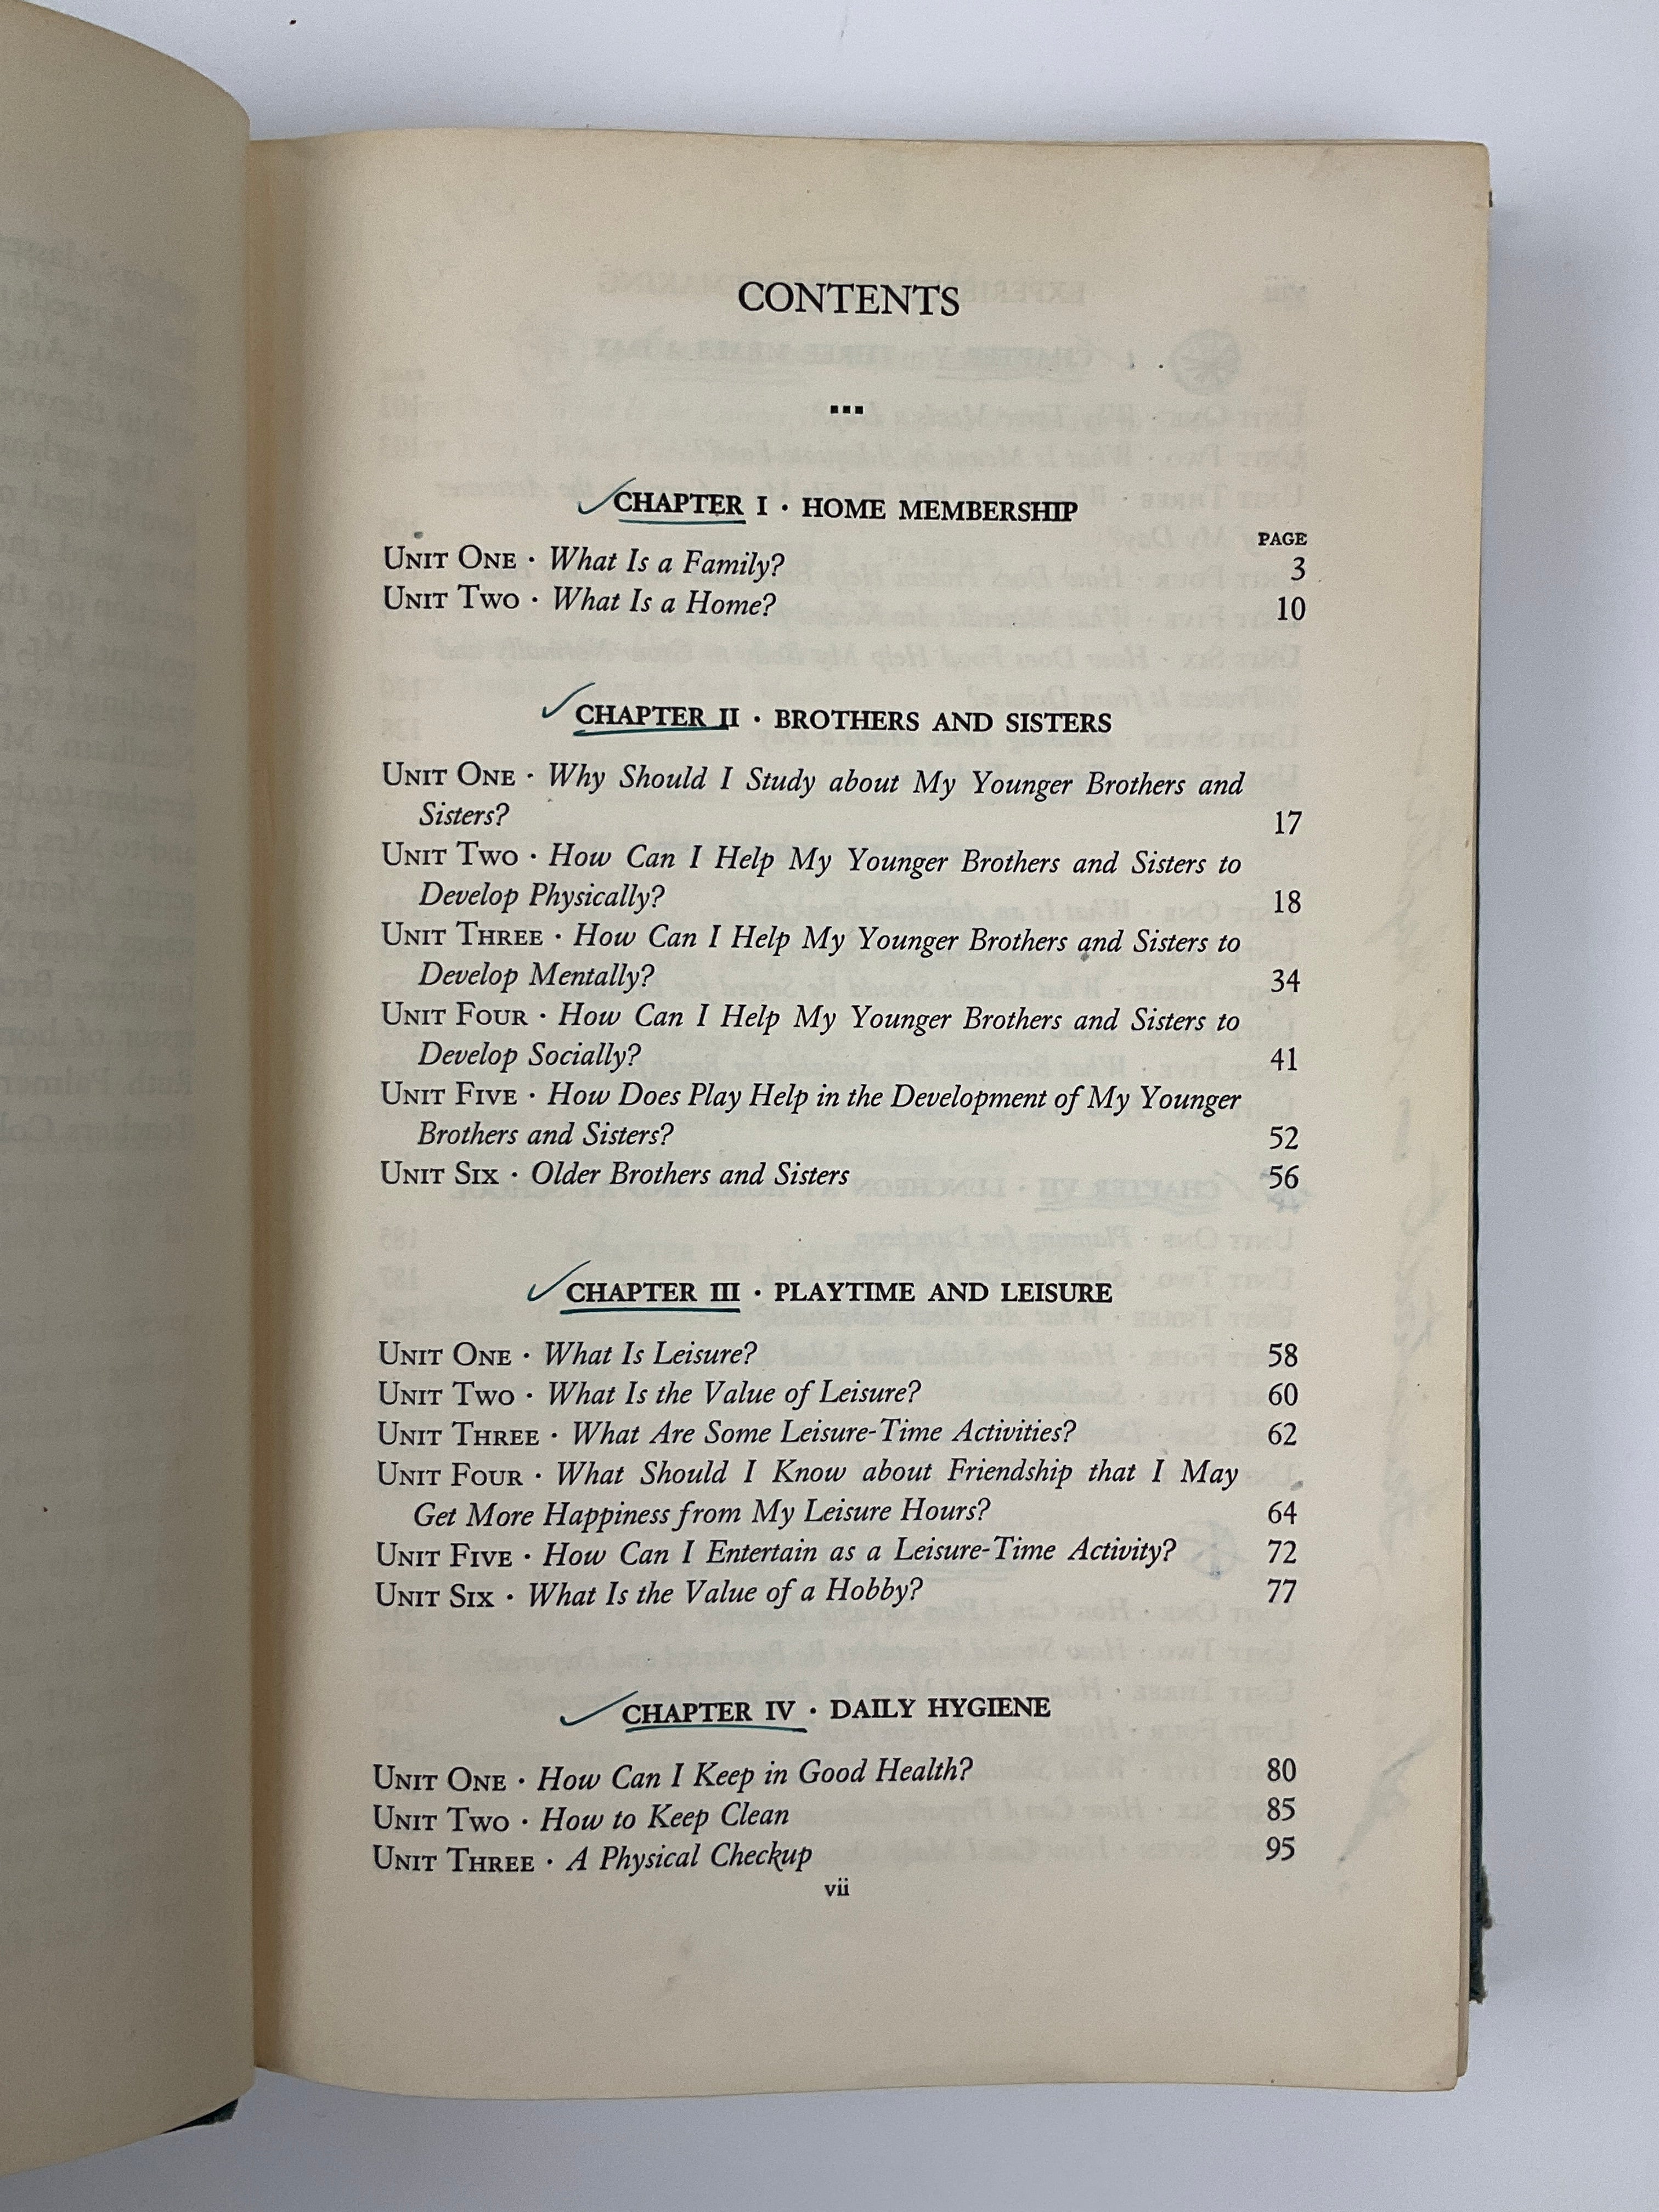 CONTENTS
CHAPTER I · HOME MEMBERSHIP
PAGE
UNIT ONE · What Is a Family? 3
UNIT TWO · What Is a Home? 10
CHAPTER II · BROTHERS AND SISTERS
UNIT ONE · Why Should I Study about My Younger Brothers and
Sisters? 17
UNIT TWO · How Can I Help My Younger Brothers and Sisters to
Develop Physically? 18
UNIT THREE · How Can I Help My Younger Brothers and Sisters to
Develop Mentally? 34
UNIT FOUR · How Can I Help My Younger Brothers and Sisters to
Develop Socially? 41
UNIT FIVE · How Does Play Help in the Development of My Younger
Brothers and Sisters? 52
UNIT SIX · Older Brothers and Sisters 56
CHAPTER III · PLAYTIME AND LEISURE
UNIT ONE · What Is Leisure? 58
UNIT TWO · What Is the Value of Leisure? 60
UNIT THREE · What Are Some Leisure-Time Activities? 62
UNIT FOUR · What Should I Know about Friendship that I May
Get More Happiness from My Leisure Hours? 64
UNIT FIVE · How Can I Entertain as a Leisure-Time Activity? 72
UNIT SIX · What Is the Value of a Hobby? 77
CHAPTER IV · DAILY HYGIENE
UNIT ONE · How Can I Keep in Good Health? 80
UNIT TWO · How to Keep Clean 85
UNIT THREE · A Physical Checkup 95
vii